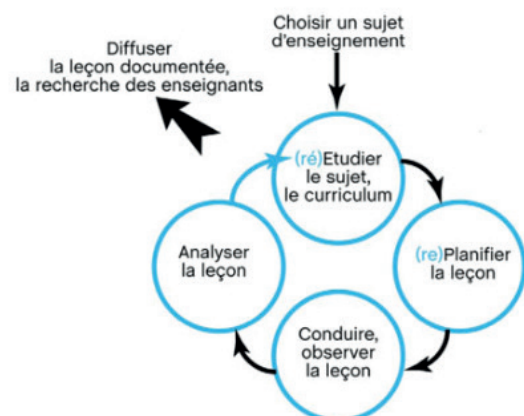 Choisir un sujet
d'enseignement
Diffuser
la leçon documentée,
la recherche des enseignants
(ré)Etudier
le sujet,
le curriculum
(re)Planifier
la leçon
Conduire,
observer
la leçon
Analyser
la leçon